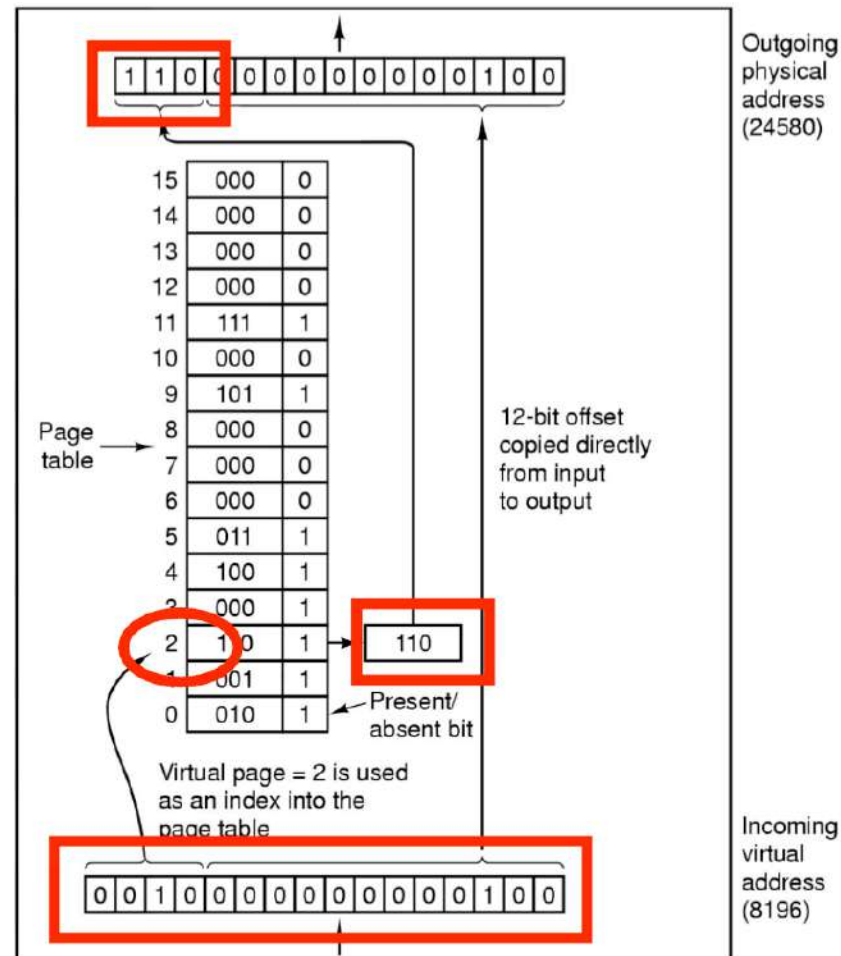 1 1 0 0 0 0 0 0 0 0 0 0 1 0 0
Outgoing
physical
address
(24580)
15 000 0
14 000 0
13 000 0
12 000 0
11 111 1
10 000 0
9 101 1
8 000 0
7 000 0
6 000 0
5 011 1
4 100 1
3 000 1
2 110 1
1 001 1
0 010 1
Page
table
110
Present/
absent bit
12-bit offset
copied directly
from input
to output
Virtual page = 2 is used
as an index into the
page table
0 0 1 0 0 0 0 0 0 0 0 0 0 1 0 0
Incoming
virtual
address
(8196)